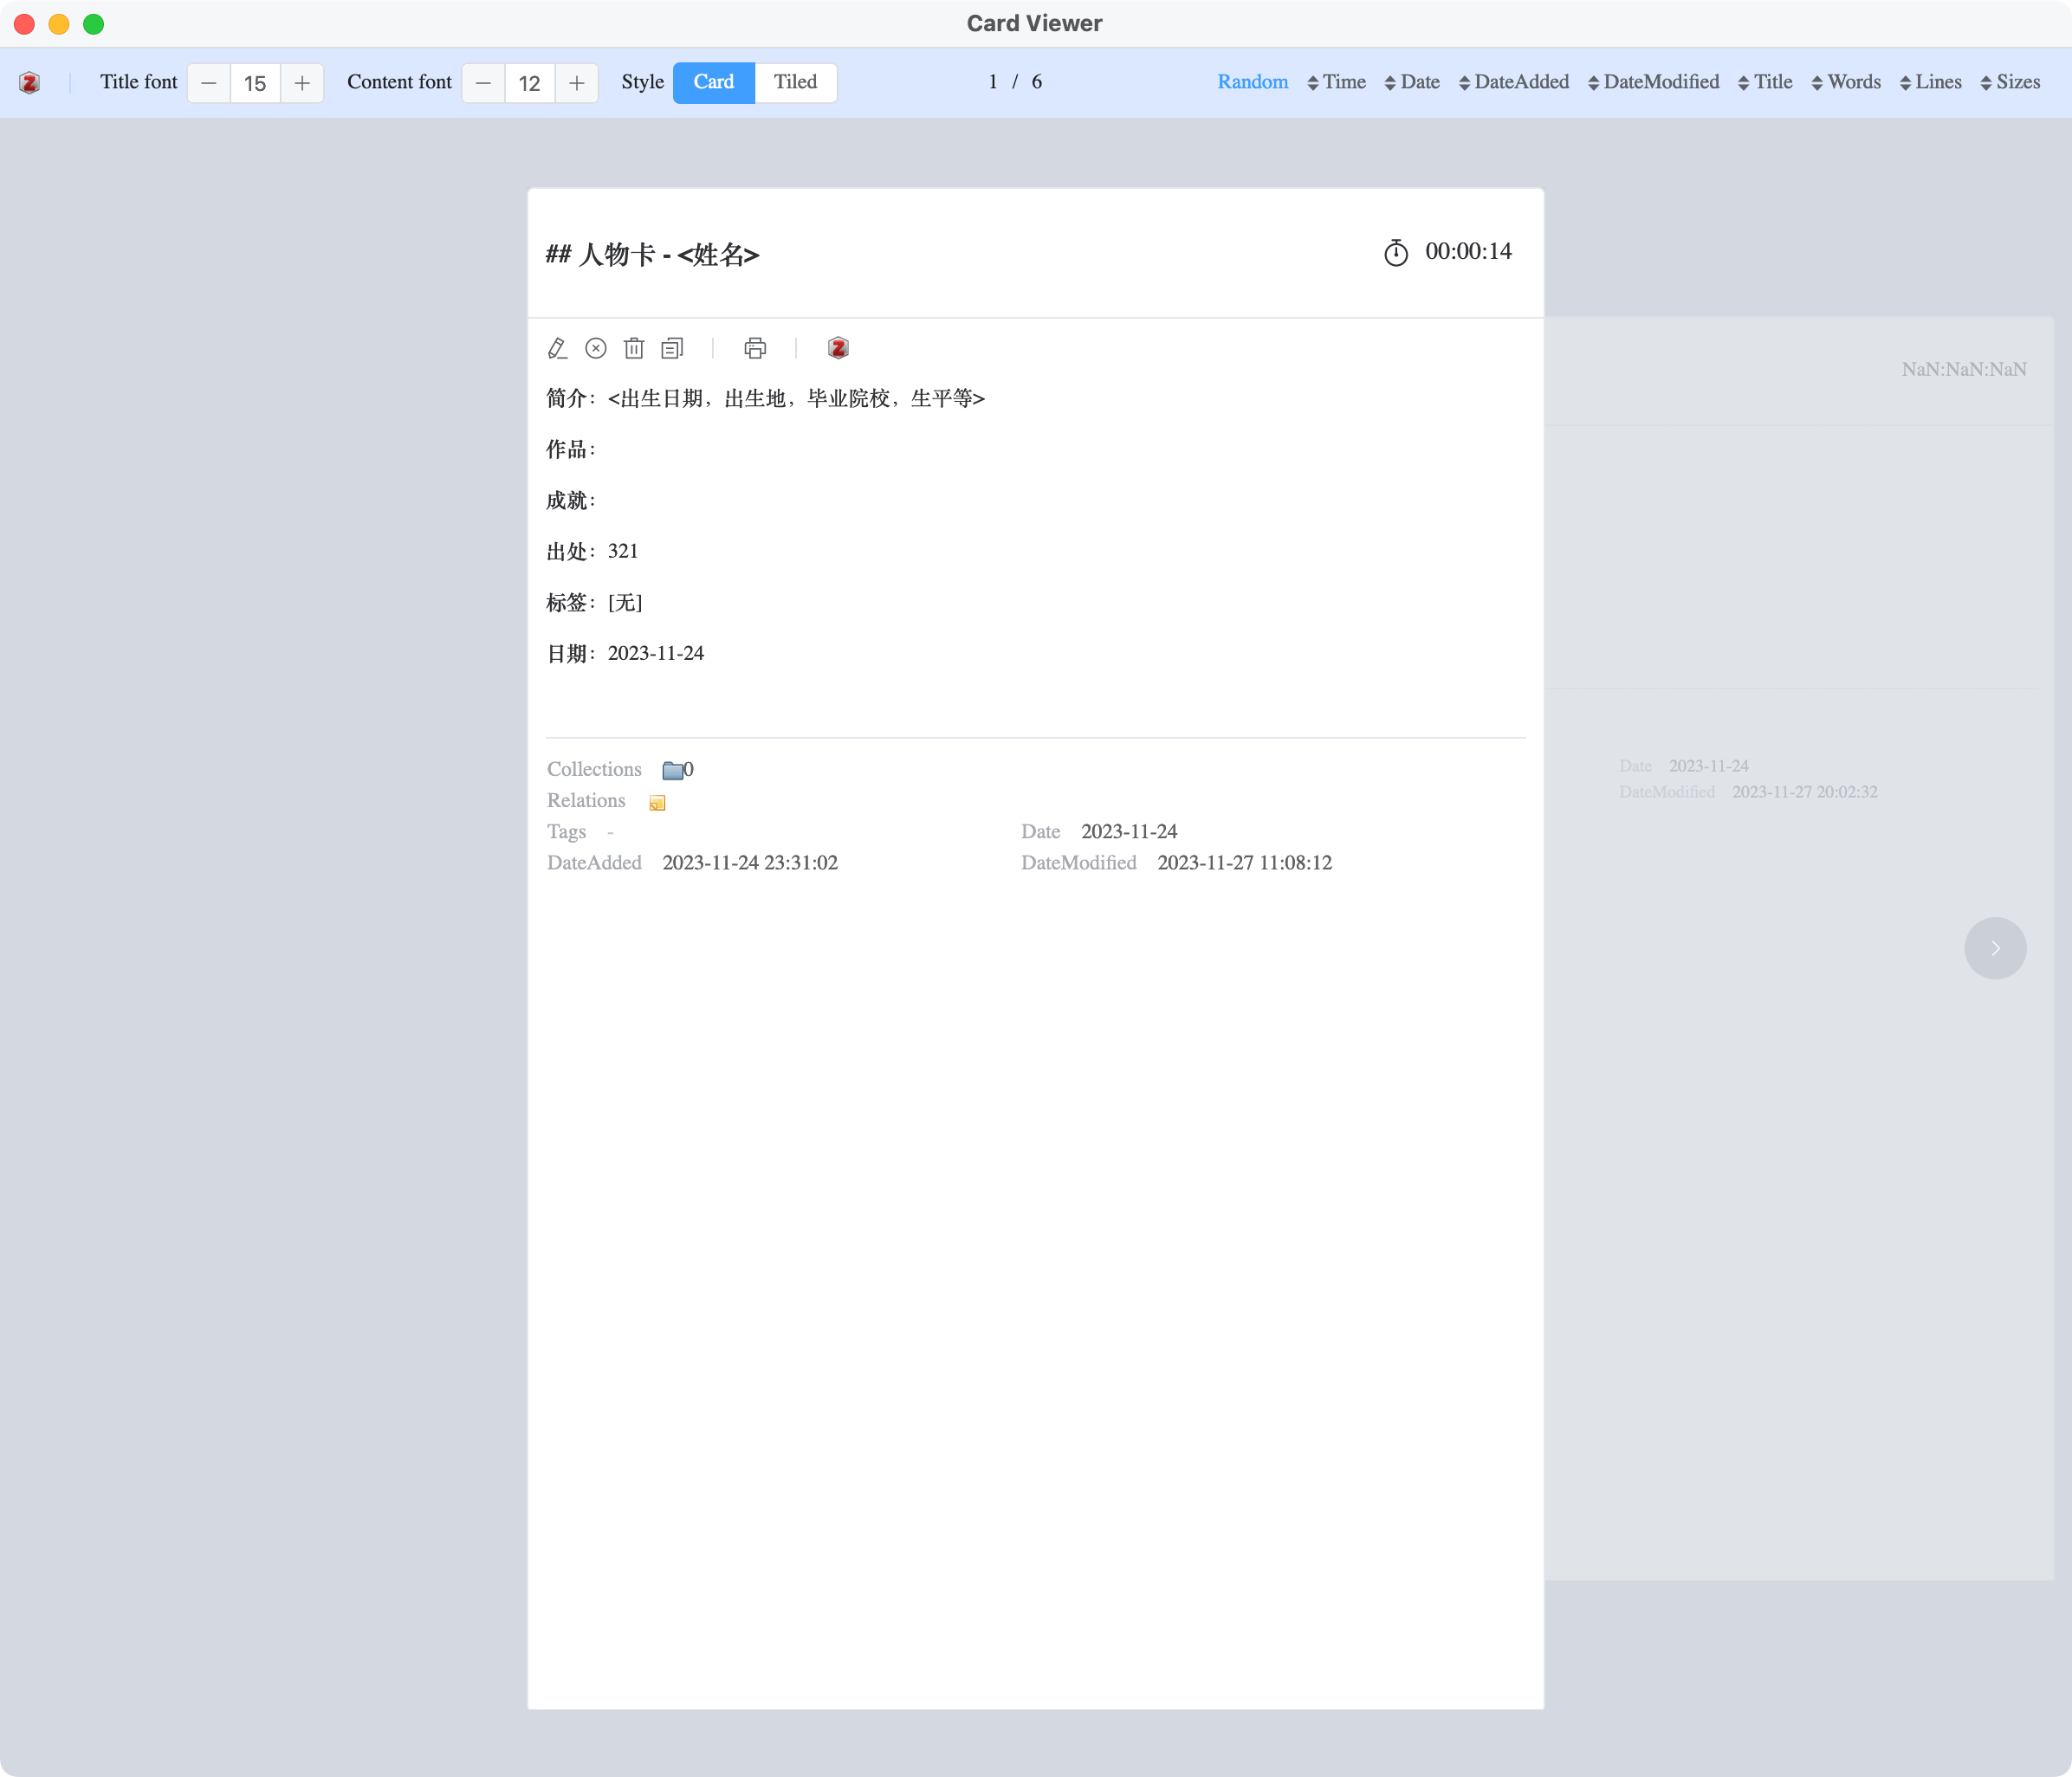 Card Viewer
Title font 15 Content font 12 Style Card Tiled 1 / 6 Random Time Date DateAdded DateModified Title Words Lines Sizes
## 人物卡 - <姓名> 00:00:14
NaN:NaN:NaN
简介：<出生日期，出生地，毕业院校，生平等>
作品：
成就：
出处：321
标签：[无]
日期：2023-11-24
Collections 0
Relations
Tags - Date 2023-11-24
DateAdded 2023-11-24 23:31:02 DateModified 2023-11-27 11:08:12
Date 2023-11-24
DateModified 2023-11-27 20:02:32